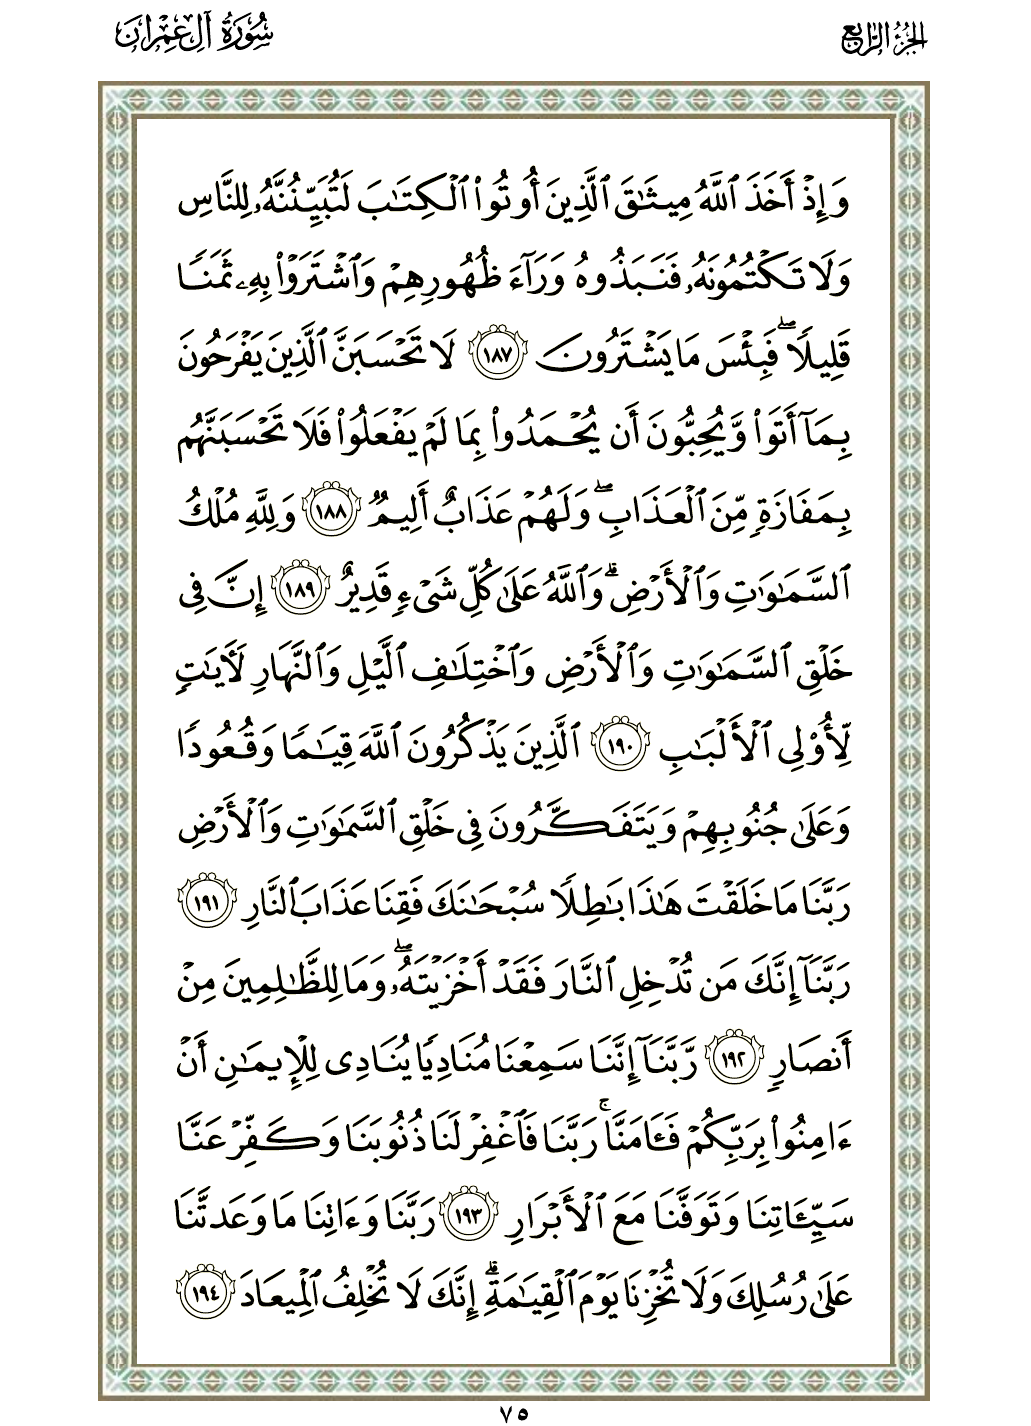 الجزء الرابع
سُورَةُ آلِ عِمْرَان
وَإِذْ أَخَذَ ٱللَّهُ مِيثَٰقَ ٱلَّذِينَ أُوتُوا۟ ٱلْكِتَٰبَ لَتُبَيِّنُنَّهُۥ لِلنَّاسِ
وَلَا تَكْتُمُونَهُۥ فَنَبَذُوهُ وَرَآءَ ظُهُورِهِمْ وَٱشْتَرَوْا۟ بِهِۦ ثَمَنًا
قَلِيلًا ۖ فَبِئْسَ مَا يَشْتَرُونَ ١٨٧ لَا تَحْسَبَنَّ ٱلَّذِينَ يَفْرَحُونَ
بِمَآ أَتَوا۟ وَّيُحِبُّونَ أَن يُحْمَدُوا۟ بِمَا لَمْ يَفْعَلُوا۟ فَلَا تَحْسَبَنَّهُم
بِمَفَازَةٍ مِّنَ ٱلْعَذَابِ ۖ وَلَهُمْ عَذَابٌ أَلِيمٌ ١٨٨ وَلِلَّهِ مُلْكُ
ٱلسَّمَٰوَٰتِ وَٱلْأَرْضِ ۗ وَٱللَّهُ عَلَىٰ كُلِّ شَىْءٍ قَدِيرٌ ١٨٩ إِنَّ فِى
خَلْقِ ٱلسَّمَٰوَٰتِ وَٱلْأَرْضِ وَٱخْتِلَٰفِ ٱلَّيْلِ وَٱلنَّهَارِ لَءَايَٰتٍ
لِّأُو۟لِى ٱلْأَلْبَٰبِ ١٩٠ ٱلَّذِينَ يَذْكُرُونَ ٱللَّهَ قِيَٰمًا وَقُعُودًا
وَعَلَىٰ جُنُوبِهِمْ وَيَتَفَكَّرُونَ فِى خَلْقِ ٱلسَّمَٰوَٰتِ وَٱلْأَرْضِ
رَبَّنَا مَا خَلَقْتَ هَٰذَا بَٰطِلًا سُبْحَٰنَكَ فَقِنَا عَذَابَ ٱلنَّارِ ١٩١
رَبَّنَآ إِنَّكَ مَن تُدْخِلِ ٱلنَّارَ فَقَدْ أَخْزَيْتَهُۥ ۖ وَمَا لِلظَّٰلِمِينَ مِنْ
أَنصَارٍ ١٩٢ رَّبَّنَآ إِنَّنَا سَمِعْنَا مُنَادِيًا يُنَادِى لِلْإِيمَٰنِ أَنْ
ءَامِنُوا۟ بِرَبِّكُمْ فَـَٔامَنَّا ۚ رَبَّنَا فَٱغْفِرْ لَنَا ذُنُوبَنَا وَكَفِّرْ عَنَّا
سَيِّـَٔاتِنَا وَتَوَفَّنَا مَعَ ٱلْأَبْرَارِ ١٩٣ رَبَّنَا وَءَاتِنَا مَا وَعَدتَّنَا
عَلَىٰ رُسُلِكَ وَلَا تُخْزِنَا يَوْمَ ٱلْقِيَٰمَةِ ۗ إِنَّكَ لَا تُخْلِفُ ٱلْمِيعَادَ ١٩٤
٧٥